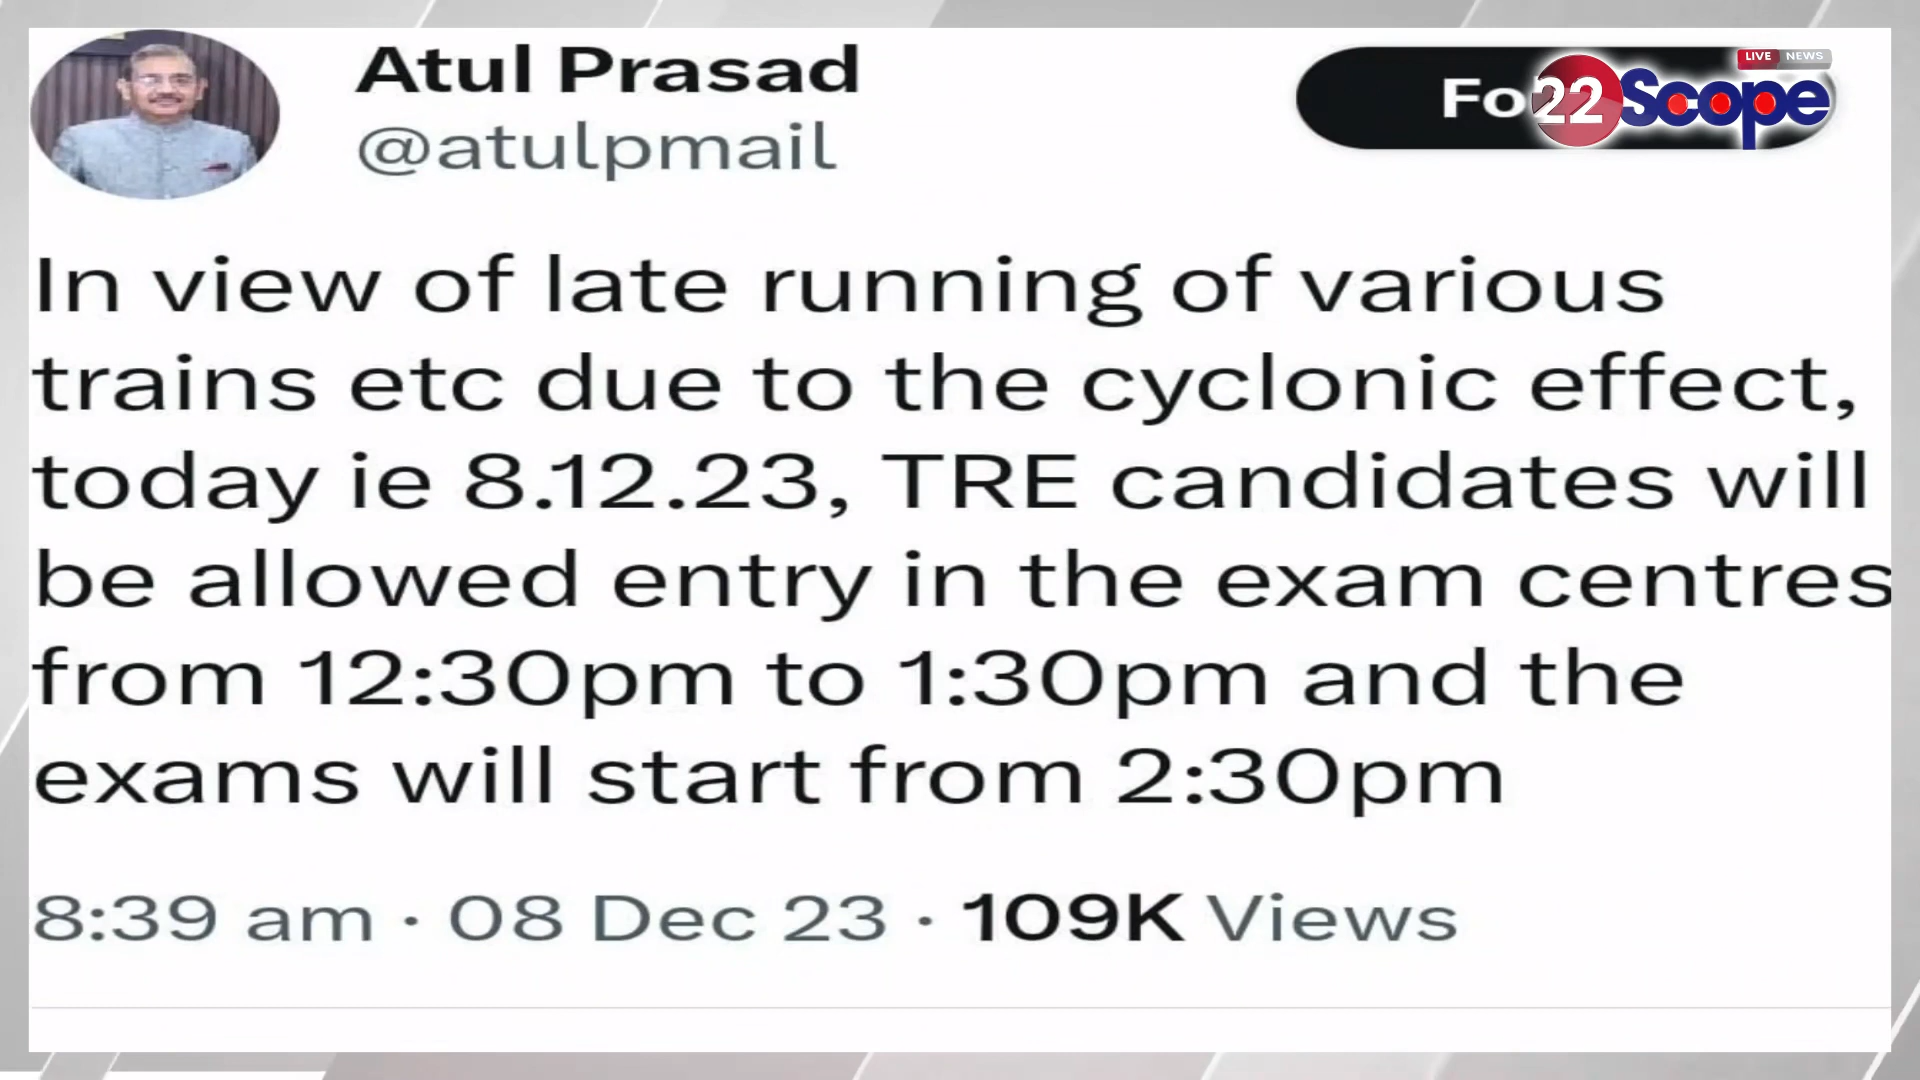 Atul Prasad
@atulpmail
Fo
LIVE NEWS
22Scope
In view of late running of various
trains etc due to the cyclonic effect,
today ie 8.12.23, TRE candidates will
be allowed entry in the exam centres
from 12:30pm to 1:30pm and the
exams will start from 2:30pm
8:39 am · 08 Dec 23 · 109K Views